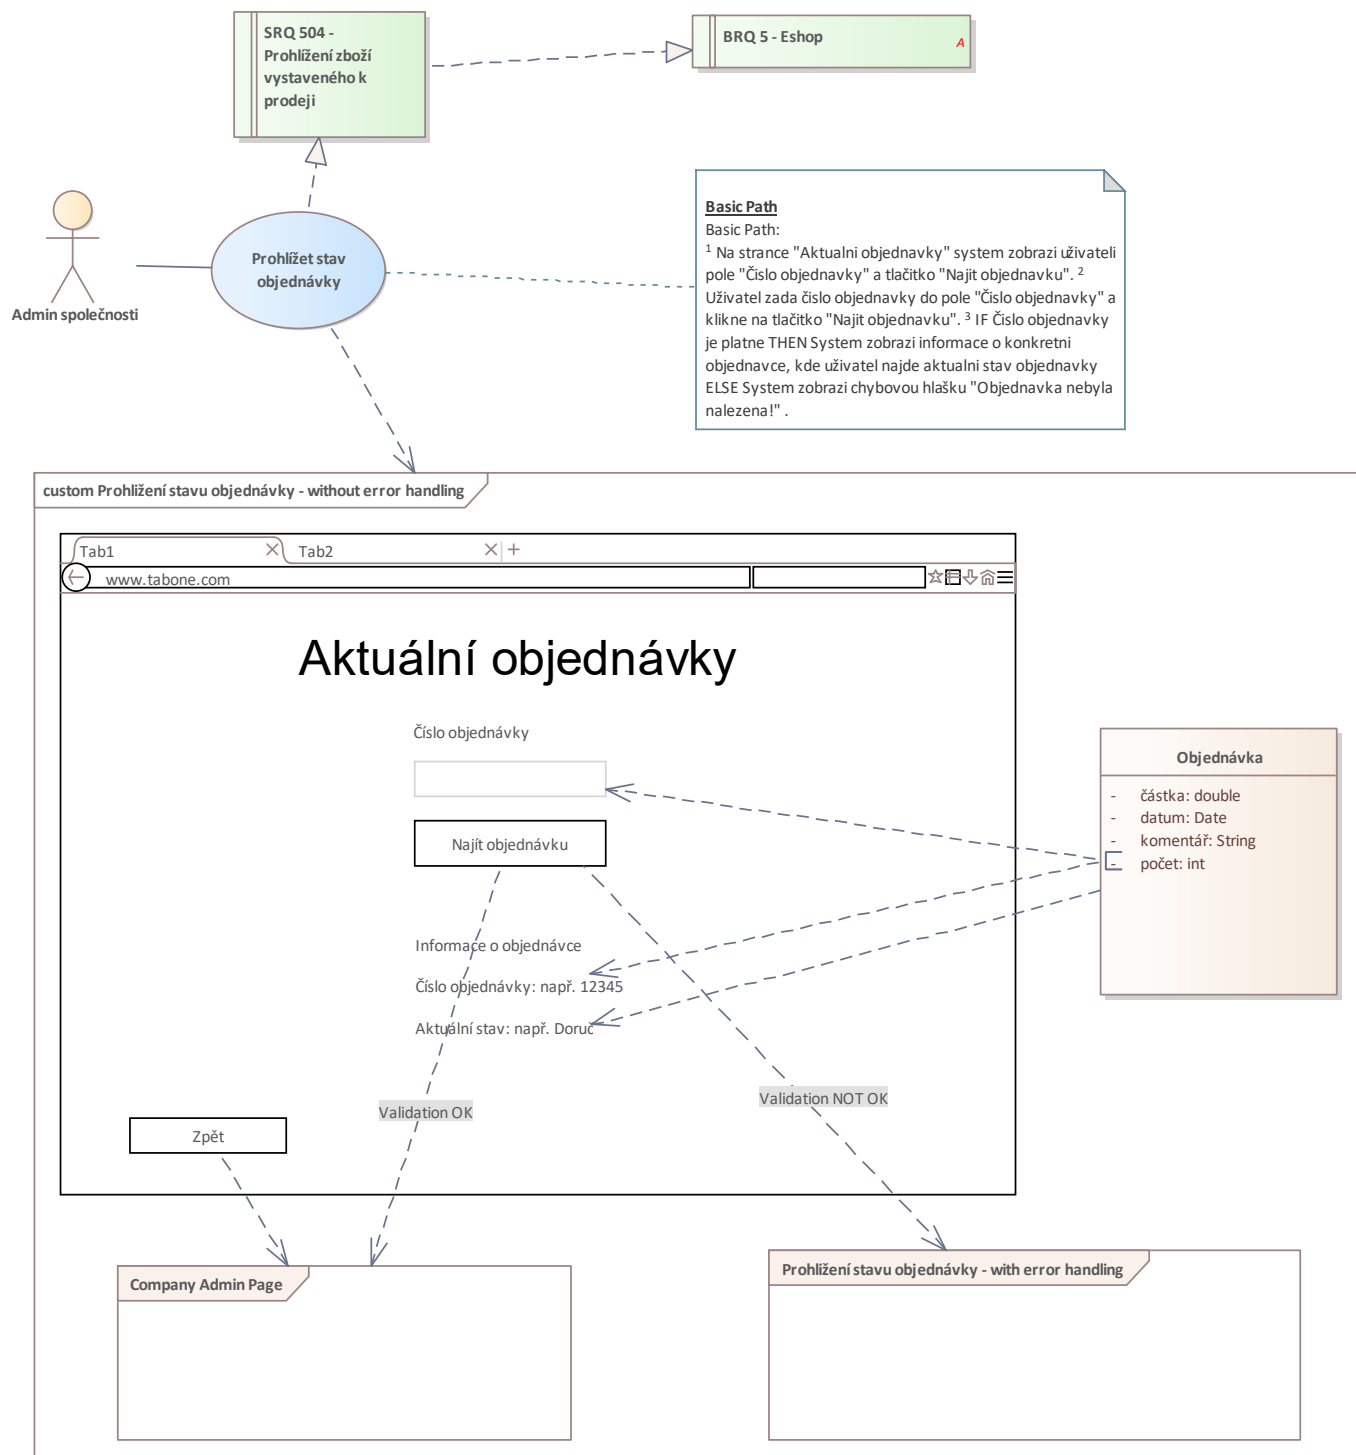 SRQ 504 -
Prohlížení zboží
vystaveného k
prodeji
BRQ 5 - Eshop
A
Admin společnosti
Prohlížet stav
objednávky
Basic Path
Basic Path:
1 Na strance "Aktualni objednavky" system zobrazi uživateli
pole "Čislo objednavky" a tlačitko "Najit objednavku". 2
Uživatel zada čislo objednavky do pole "Čislo objednavky" a
klikne na tlačitko "Najit objednavku". 3 IF Čislo objednavky
je platne THEN System zobrazi informace o konkretni
objednavce, kde uživatel najde aktualni stav objednavky
ELSE System zobrazi chybovou hlašku "Objednavka nebyla
nalezena!" .
custom Prohližení stavu objednávky - without error handling
Tab1
Tab2
www.tabone.com
Aktuální objednávky
Číslo objednávky
Najít objednávku
Informace o objednávce
Číslo objednávky: např. 12345
Aktuální stav: např. Doruč
Validation OK
Validation NOT OK
Zpět
Objednávka
- částka: double
- datum: Date
- komentář: String
- počet: int
Company Admin Page
Prohližení stavu objednávky - with error handling